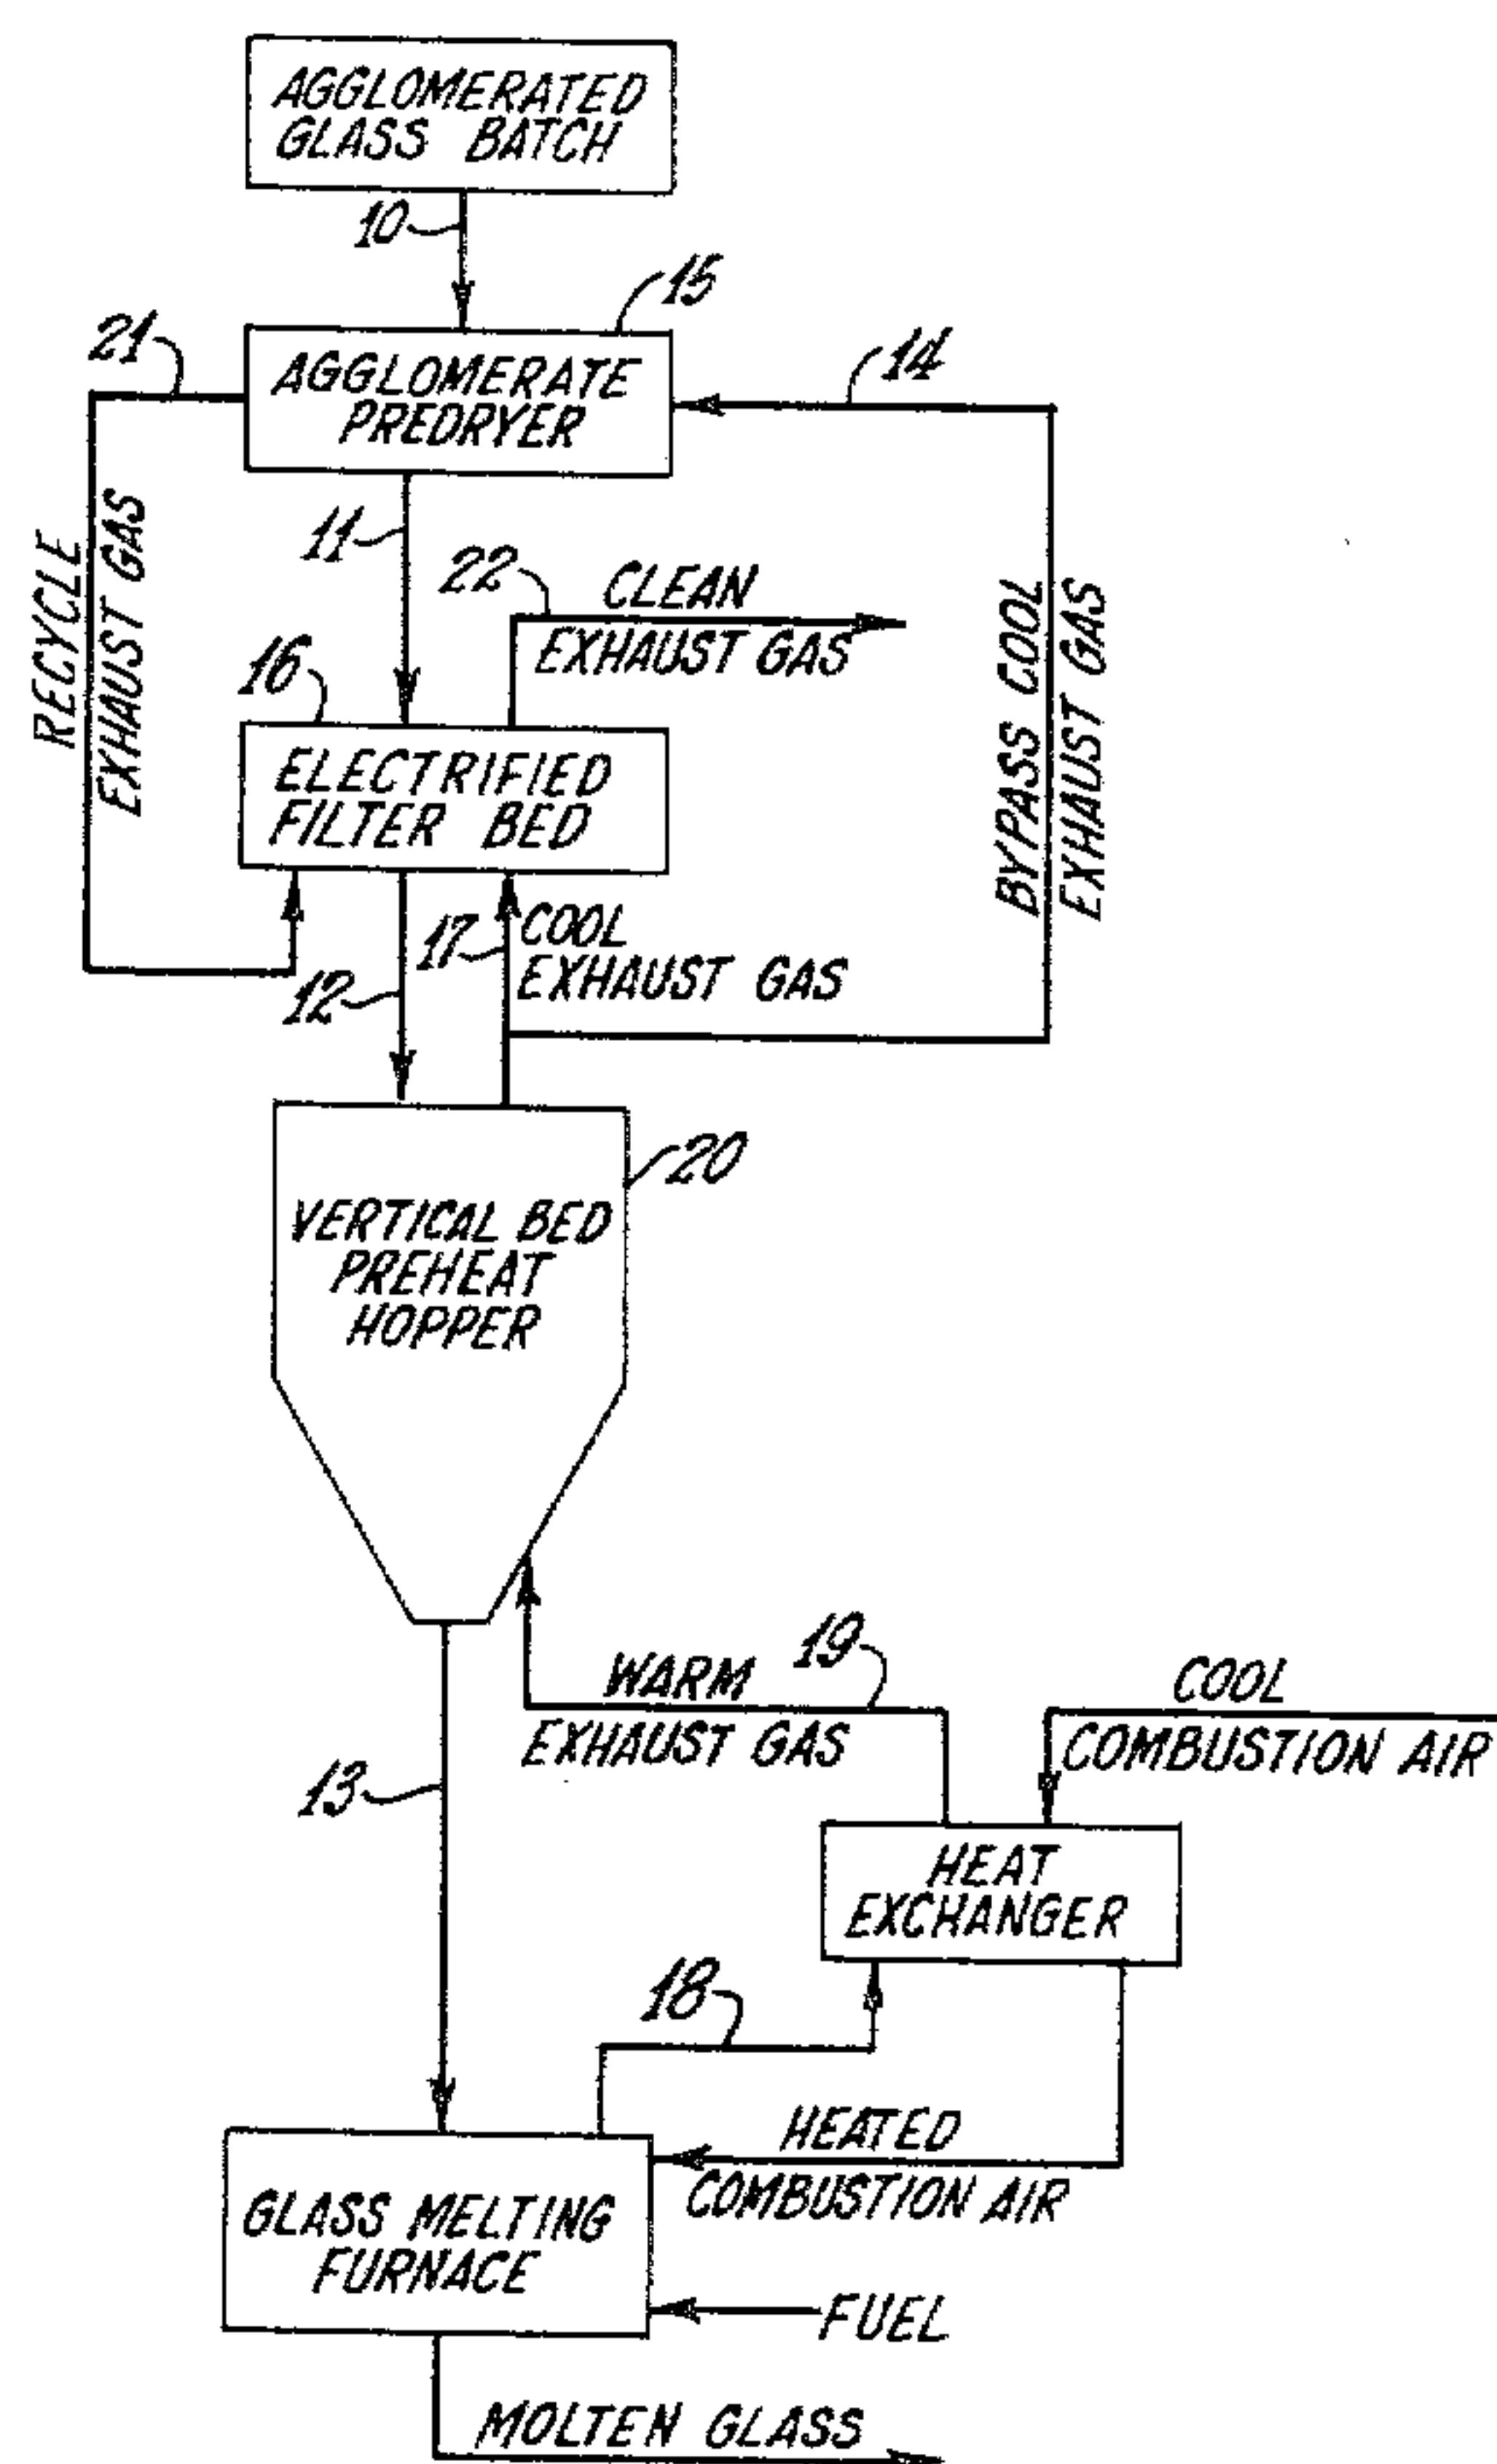 AGGLOMERATED
GLASS BATCH
10
15
21
14
AGGLOMERATE
PREDRYER
11
22
CLEAN
EXHAUST GAS
RECYCLE
EXHAUST GAS
BYPASS COOL
EXHAUST GAS
16
ELECTRIFIED
FILTER BED
17
COOL
EXHAUST GAS
12
20
VERTICAL BED
PREHEAT
HOPPER
19
WARM
EXHAUST GAS
COOL
COMBUSTION AIR
13
HEAT
EXCHANGER
18
HEATED
COMBUSTION AIR
GLASS MELTING
FURNACE
FUEL
MOLTEN GLASS